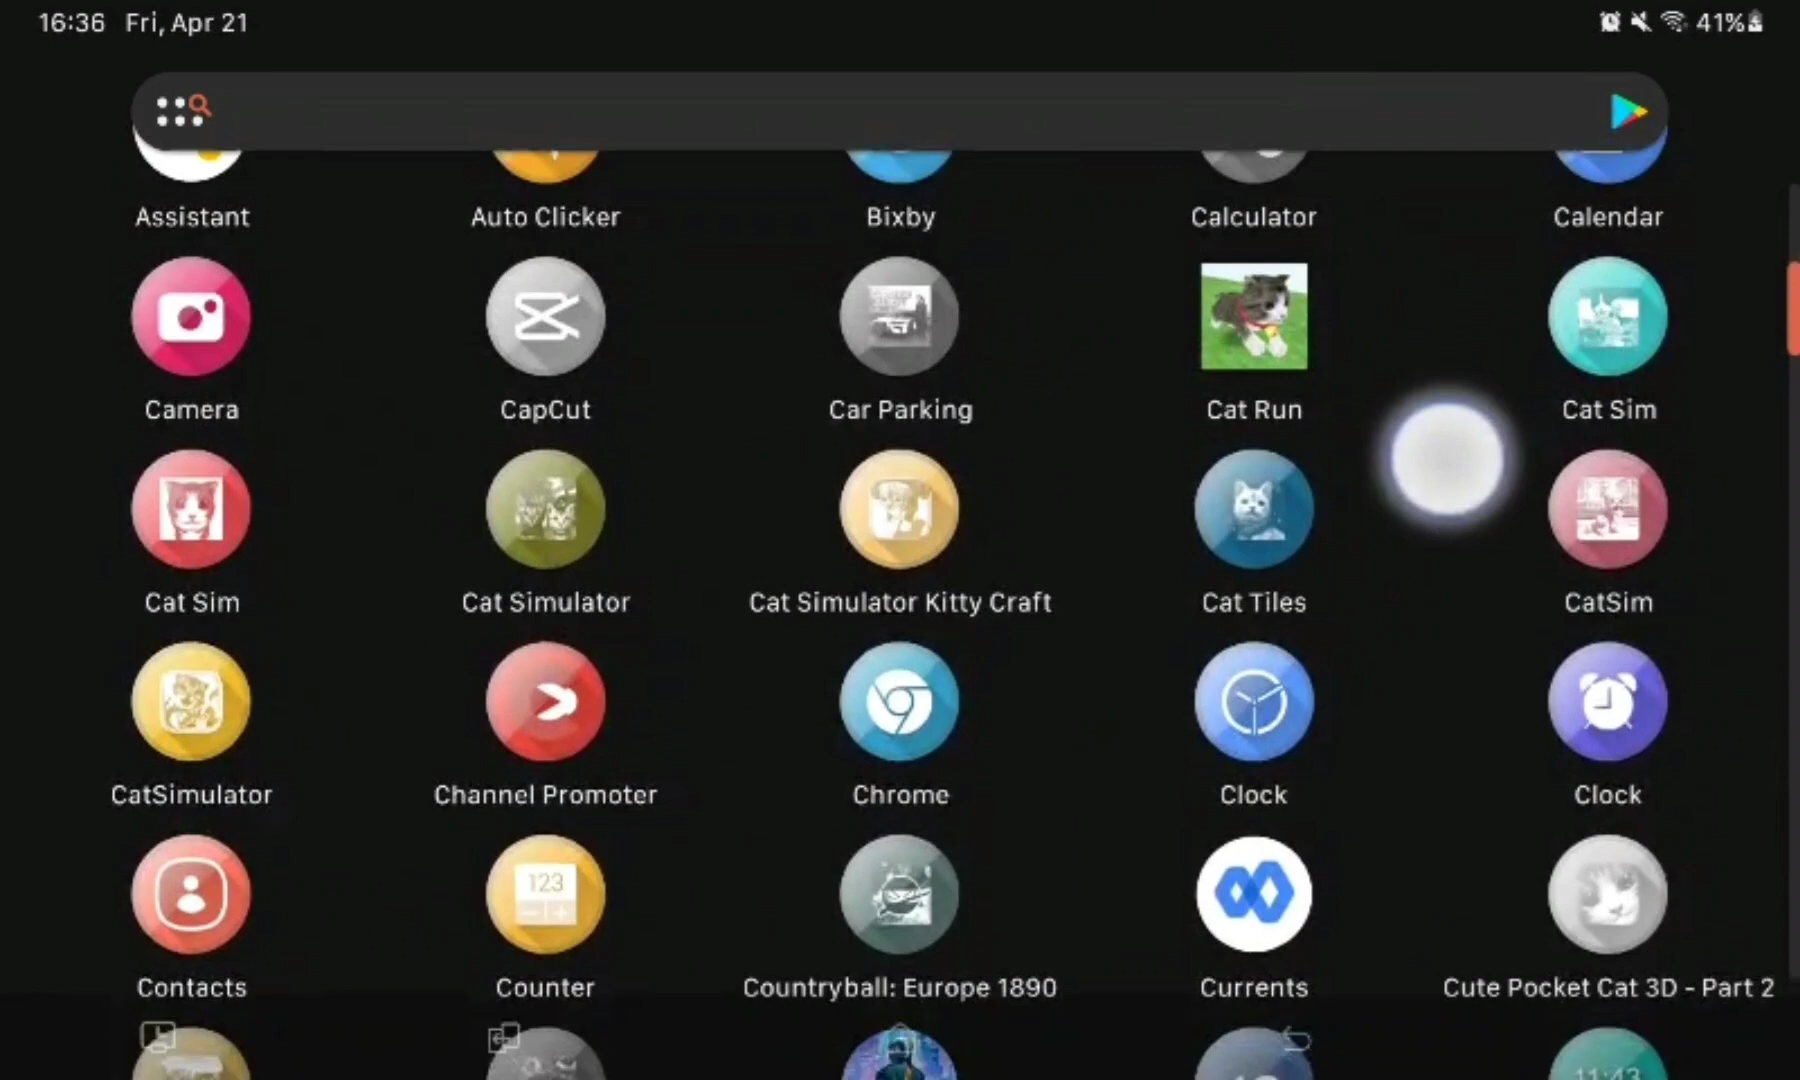 16:36 Fri, Apr 21 41%
Assistant Auto Clicker Bixby Calculator Calendar
Camera CapCut Car Parking Cat Run Cat Sim
Cat Sim Cat Simulator Cat Simulator Kitty Craft Cat Tiles CatSim
CatSimulator Channel Promoter Chrome Clock Clock
123
Contacts Counter Countryball: Europe 1890 Currents Cute Pocket Cat 3D - Part 2